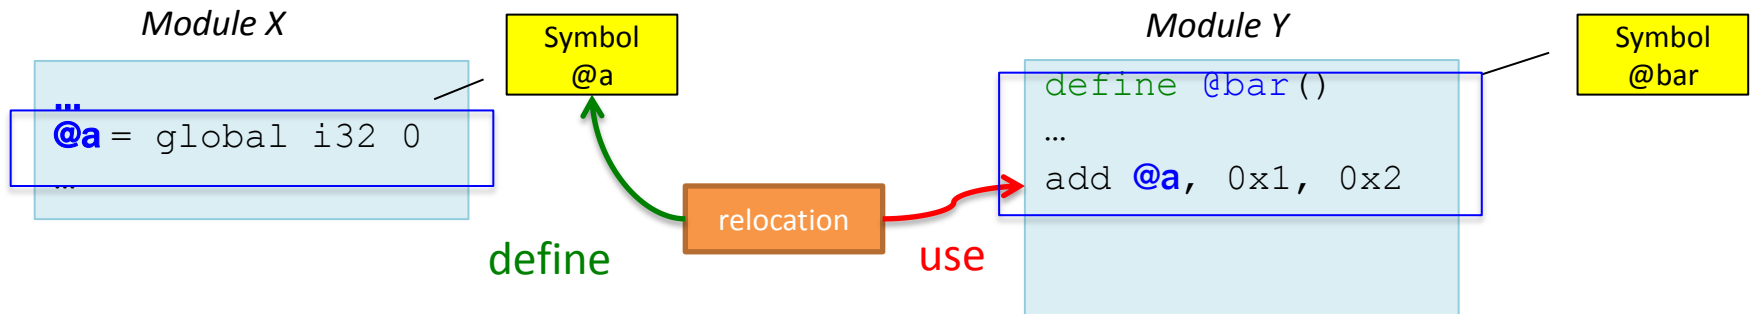 Module X
Symbol
@a
…
@a = global i32 0
…
define
relocation
use
Module Y
define @bar()
…
add @a, 0x1, 0x2
Symbol
@bar